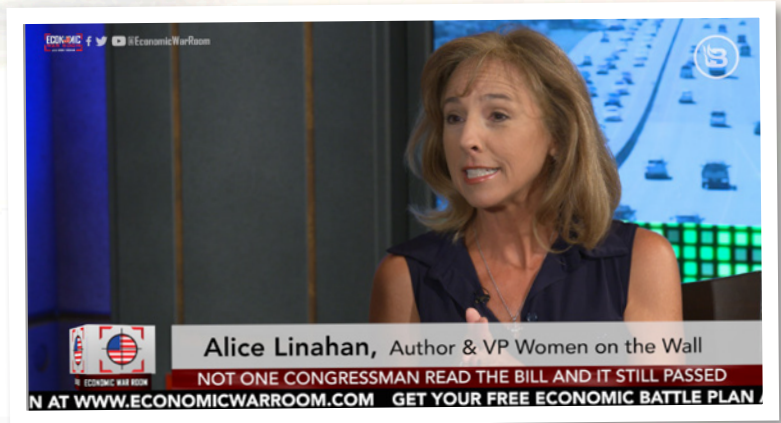 ECONOMIC
@EconomicWarRoom
B
Alice Linahan, Author & VP Women on the Wall
ECONOMIC WAR ROOM
NOT ONE CONGRESSMAN READ THE BILL AND IT STILL PASSED
N AT WWW.ECONOMICWARROOM.COM GET YOUR FREE ECONOMIC BATTLE PLAN